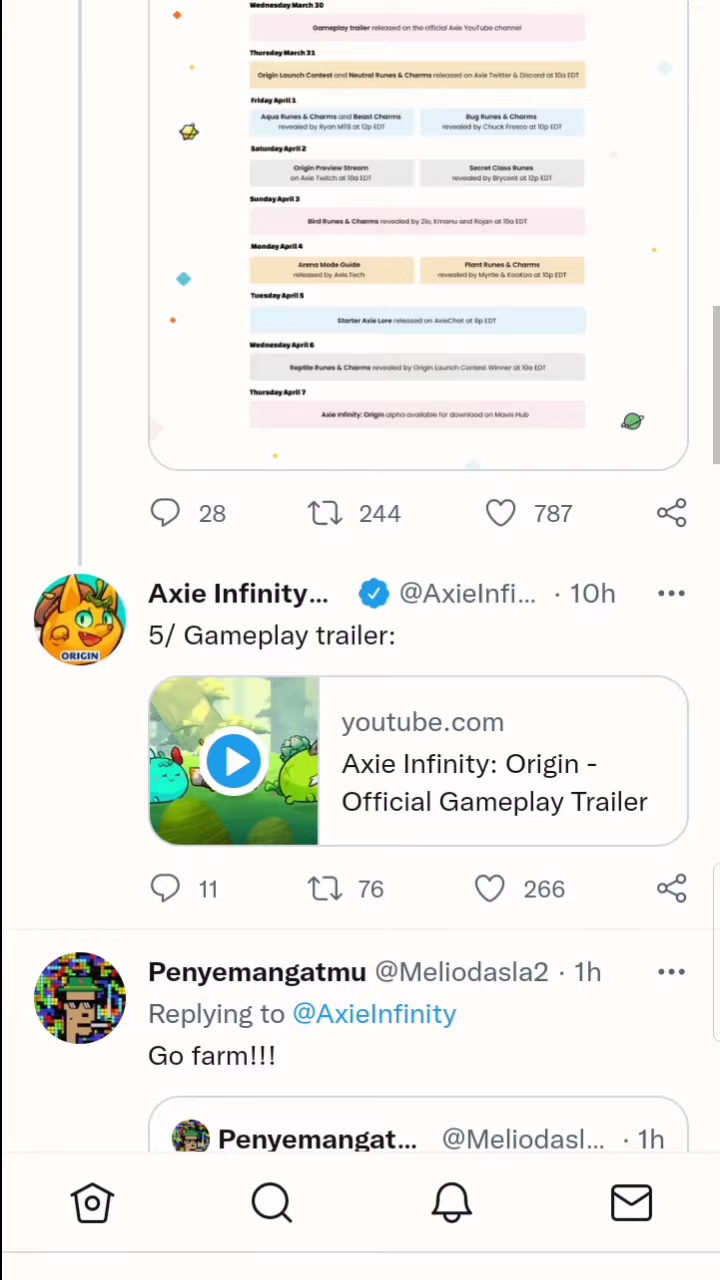 Wednesday March 30
Gameplay trailer released on the official Axie YouTube channel
Thursday March 31
Origin Launch Contest and Neutral Runes & Charms released on Axie Twitter & Discord at 10a EDT
Friday April 1
Aqua Runes & Charms and Beast Charms
revealed by Ryan MTB at 12p EDT
Bug Runes & Charms
revealed by Chuck Fresco at 10p EDT
Saturday April 2
Origin Preview Stream
on Axie Twitch at 10a EDT
Secret Class Runes
revealed by Brycent at 12p EDT
Sunday April 3
Bird Runes & Charms revealed by Zio, Kmanu and Rojan at 10a EDT
Monday April 4
Arena Mode Guide
released by Axie.Tech
Plant Runes & Charms
revealed by Myrtle & KooKoo at 10p EDT
Tuesday April 5
Starter Axie Lore released on AxieChat at 8p EDT
Wednesday April 6
Reptile Runes & Charms revealed by Origin Launch Contest Winner at 10a EDT
Thursday April 7
Axie Infinity: Origin alpha available for download on Mavis Hub
28 244 787
Axie Infinity... @AxieInfi... · 10h
5/ Gameplay trailer:
ORIGIN
youtube.com
Axie Infinity: Origin -
Official Gameplay Trailer
11 76 266
Penyemangatmu @Meliodasla2 · 1h
Replying to @AxieInfinity
Go farm!!!
Penyemangat... @Meliodasl... · 1h